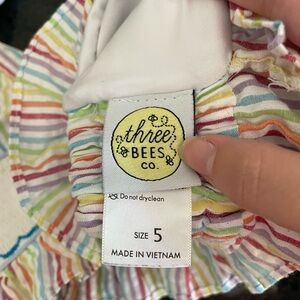 three
BEES
CO.
Do not dryclean
SIZE 5
MADE IN VIETNAM